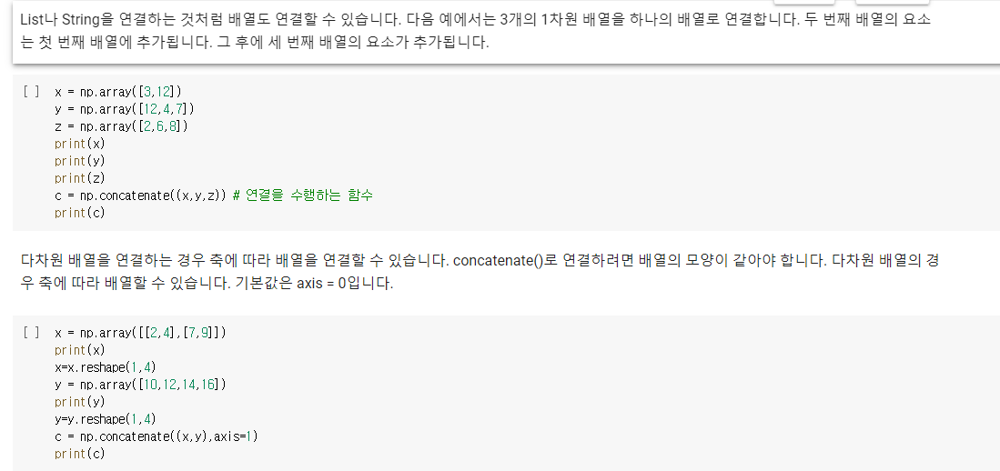 List나 String을 연결하는 것처럼 배열도 연결할 수 있습니다. 다음 예에서는 3개의 1차원 배열을 하나의 배열로 연결합니다. 두 번째 배열의 요소
는 첫 번째 배열에 추가됩니다. 그 후에 세 번째 배열의 요소가 추가됩니다.
[ ] x = np.array([3,12])
y = np.array([12,4,7])
z = np.array([2,6,8])
print(x)
print(y)
print(z)
c = np.concatenate((x,y,z)) # 연결을 수행하는 함수
print(c)
다차원 배열을 연결하는 경우 축에 따라 배열을 연결할 수 있습니다. concatenate()로 연결하려면 배열의 모양이 같아야 합니다. 다차원 배열의 경
우 축에 따라 배열할 수 있습니다. 기본값은 axis = 0입니다.
[ ] x = np.array([[2,4],[7,9]])
print(x)
x=x.reshape(1,4)
y = np.array([10,12,14,16])
print(y)
y=y.reshape(1,4)
c = np.concatenate((x,y),axis=1)
print(c)